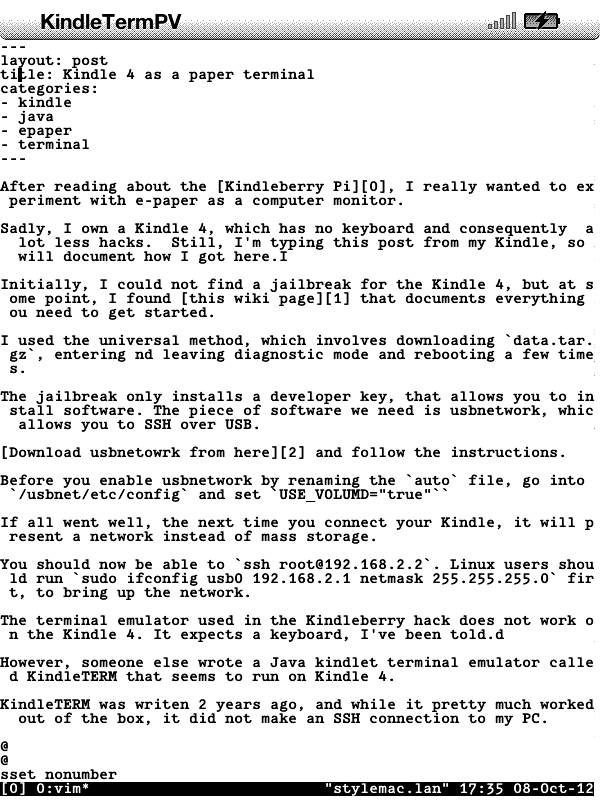 KindleTermPV
---
layout: post
title: Kindle 4 as a paper terminal
categories:
- kindle
- java
- epaper
- terminal
---
After reading about the [Kindleberry Pi][0], I really wanted to ex
periment with e-paper as a computer monitor.
Sadly, I own a Kindle 4, which has no keyboard and consequently  a
lot less hacks.  Still, I'm typing this post from my Kindle, so
will document how I got here.I
Initially, I could not find a jailbreak for the Kindle 4, but at s
ome point, I found [this wiki page][1] that documents everything
ou need to get started.
I used the universal method, which involves downloading `data.tar.
gz`, entering nd leaving diagnostic mode and rebooting a few time
s.
The jailbreak only installs a developer key, that allows you to in
stall software. The piece of software we need is usbnetwork, whic
allows you to SSH over USB.
[Download usbnetowrk from here][2] and follow the instructions.
Before you enable usbnetwork by renaming the `auto` file, go into
`/usbnet/etc/config` and set `USE_VOLUMD="true"``
If all went well, the next time you connect your Kindle, it will p
resent a network instead of mass storage.
You should now be able to `ssh root@192.168.2.2`. Linux users shou
ld run `sudo ifconfig usb0 192.168.2.1 netmask 255.255.255.0` fir
t, to bring up the network.
The terminal emulator used in the Kindleberry hack does not work o
n the Kindle 4. It expects a keyboard, I've been told.d
However, someone else wrote a Java kindlet terminal emulator calle
d KindleTERM that seems to run on Kindle 4.
KindleTERM was writen 2 years ago, and while it pretty much worked
out of the box, it did not make an SSH connection to my PC.
@
@
sset nonumber
[0] 0:vim* "stylemac.lan" 17:35 08-Oct-12